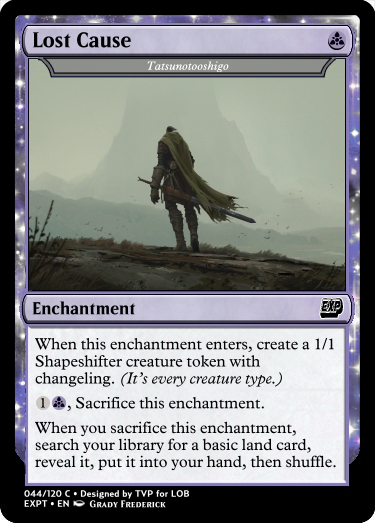 Lost Cause
Tatsunotooshigo
Enchantment
EXP
When this enchantment enters, create a 1/1
Shapeshifter creature token with
changeling. (It's every creature type.)
1, Sacrifice this enchantment.
When you sacrifice this enchantment,
search your library for a basic land card,
reveal it, put it into your hand, then shuffle.
044/120 C • Designed by TVP for LOB
EXPT • EN Grady Frederick